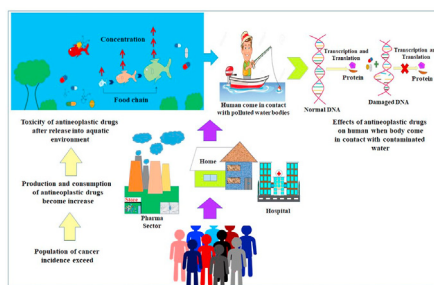 Concentration
Food chain
Human come in contact
with polluted water bodies
Transcription and
Translation
Protein
Normal DNA
Transcription and
Translation
Protein
Damaged DNA
Toxicity of antineoplastic drugs
after release into aquatic
environment
Effects of antineoplastic drugs
on human when body come
in contact with contaminated
water
Production and consumption
of antineoplastic drugs
become increase
Population of cancer
incidence exceed
Store
Pharma
Sector
Home
Hospital